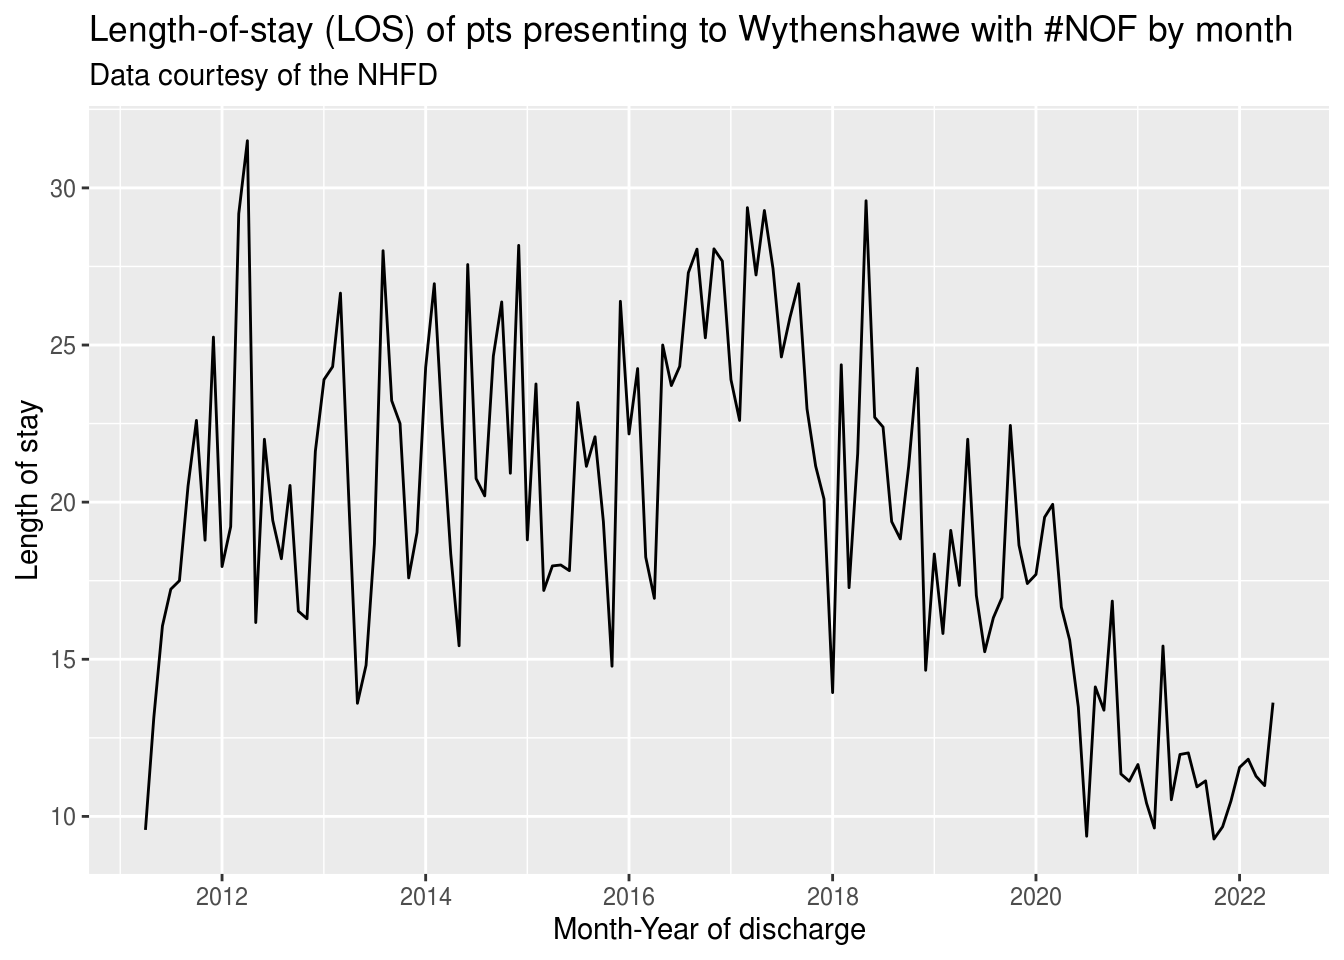 Length-of-stay (LOS) of pts presenting to Wythenshawe with #NOF by month
Data courtesy of the NHFD
Length of stay
30
25
20
15
10
2012 2014 2016 2018 2020 2022
Month-Year of discharge